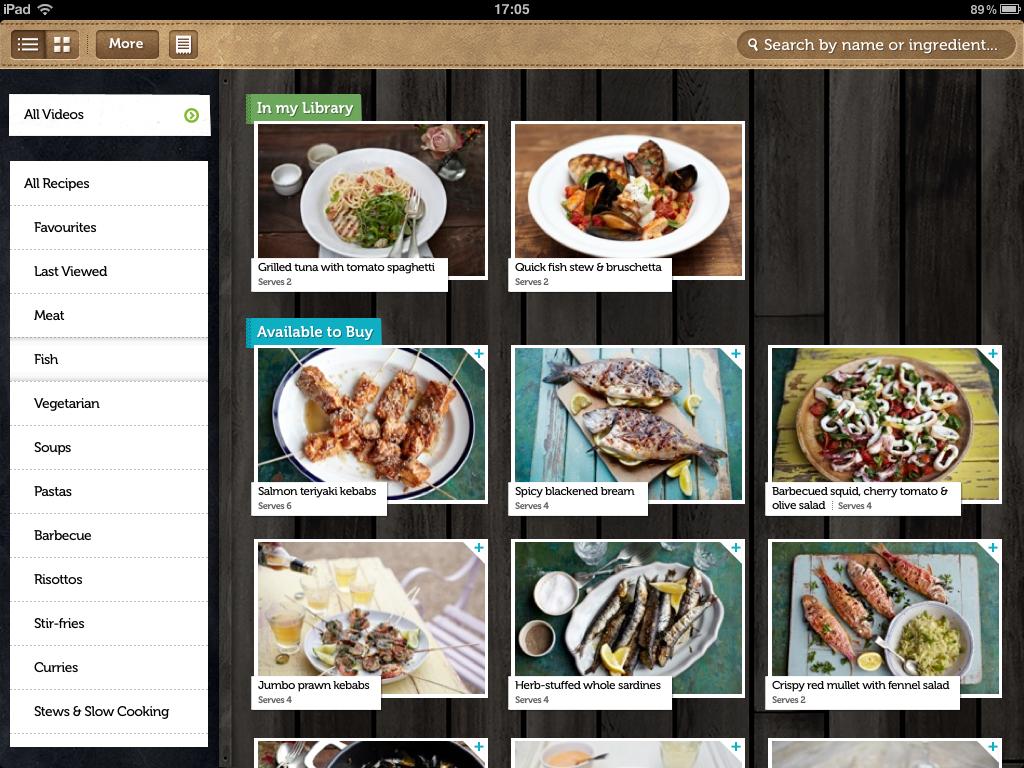 iPad
17:05
89%
More
Search by name or ingredient...
All Videos
All Recipes
Favourites
Last Viewed
Meat
Fish
Vegetarian
Soups
Pastas
Barbecue
Risottos
Stir-fries
Curries
Stews & Slow Cooking
In my Library
Grilled tuna with tomato spaghetti
Serves 2
Quick fish stew & bruschetta
Serves 2
Available to Buy
Salmon teriyaki kebabs
Serves 6
Spicy blackened bream
Serves 4
Barbecued squid, cherry tomato &
olive salad Serves 4
Jumbo prawn kebabs
Serves 4
Herb-stuffed whole sardines
Serves 4
Crispy red mullet with fennel salad
Serves 2